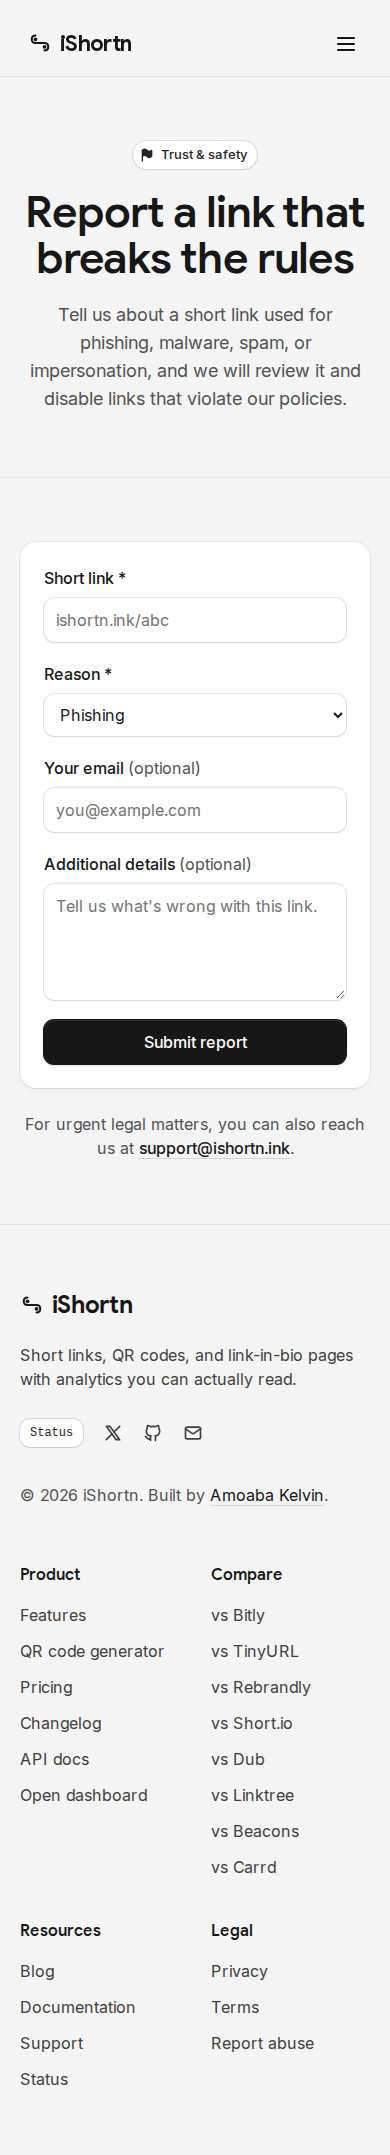 iShortn
Trust & safety
Report a link that
breaks the rules
Tell us about a short link used for
phishing, malware, spam, or
impersonation, and we will review it and
disable links that violate our policies.
Short link *
ishortn.ink/abc
Reason *
Phishing
Your email (optional)
you@example.com
Additional details (optional)
Tell us what's wrong with this link.
Submit report
For urgent legal matters, you can also reach
us at support@ishortn.ink.
iShortn
Short links, QR codes, and link-in-bio pages
with analytics you can actually read.
Status
© 2026 iShortn. Built by Amoaba Kelvin.
Product
Features
QR code generator
Pricing
Changelog
API docs
Open dashboard
Compare
vs Bitly
vs TinyURL
vs Rebrandly
vs Short.io
vs Dub
vs Linktree
vs Beacons
vs Carrd
Resources
Blog
Documentation
Support
Status
Legal
Privacy
Terms
Report abuse